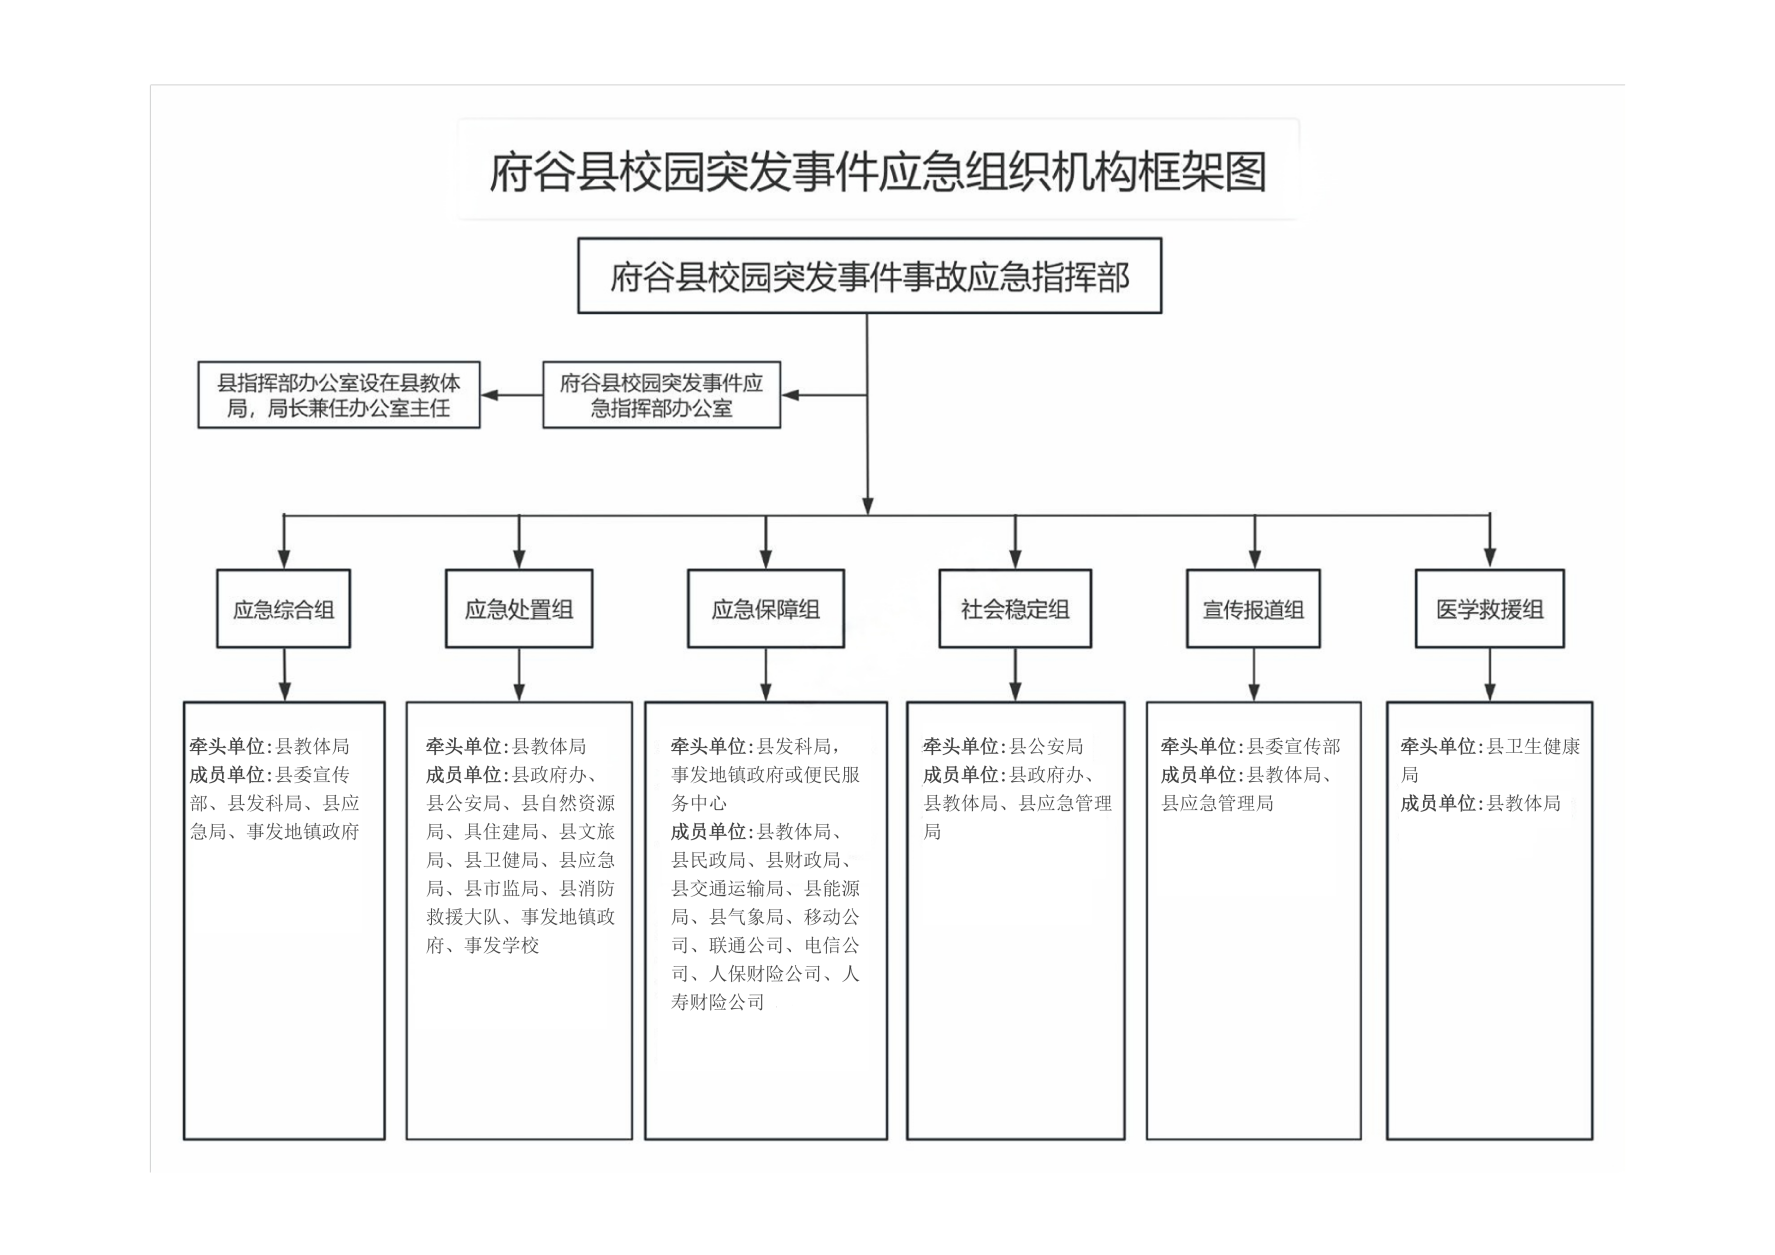 府谷县校园突发事件应急组织机构框架图
府谷县校园突发事件事故应急指挥部
县指挥部办公室设在县教体
局，局长兼任办公室主任
府谷县校园突发事件应
急指挥部办公室
应急综合组
应急处置组
应急保障组
社会稳定组
宣传报道组
医学救援组
牵头单位:县教体局
成员单位:县委宣传
部、县发科局、县应
急局、事发地镇政府
牵头单位:县教体局
成员单位:县政府办、
县公安局、县自然资源
局、具住建局、县文旅
局、县卫健局、县应急
局、县市监局、县消防
救援大队、事发地镇政
府、事发学校
牵头单位:县发科局，
事发地镇政府或便民服
务中心
成员单位:县教体局、
县民政局、县财政局、
县交通运输局、县能源
局、县气象局、移动公
司、联通公司、电信公
司、人保财险公司、人
寿财险公司
牵头单位:县公安局
成员单位:县政府办、
县教体局、县应急管理
局
牵头单位:县委宣传部
成员单位:县教体局、
县应急管理局
牵头单位:县卫生健康
局
成员单位:县教体局